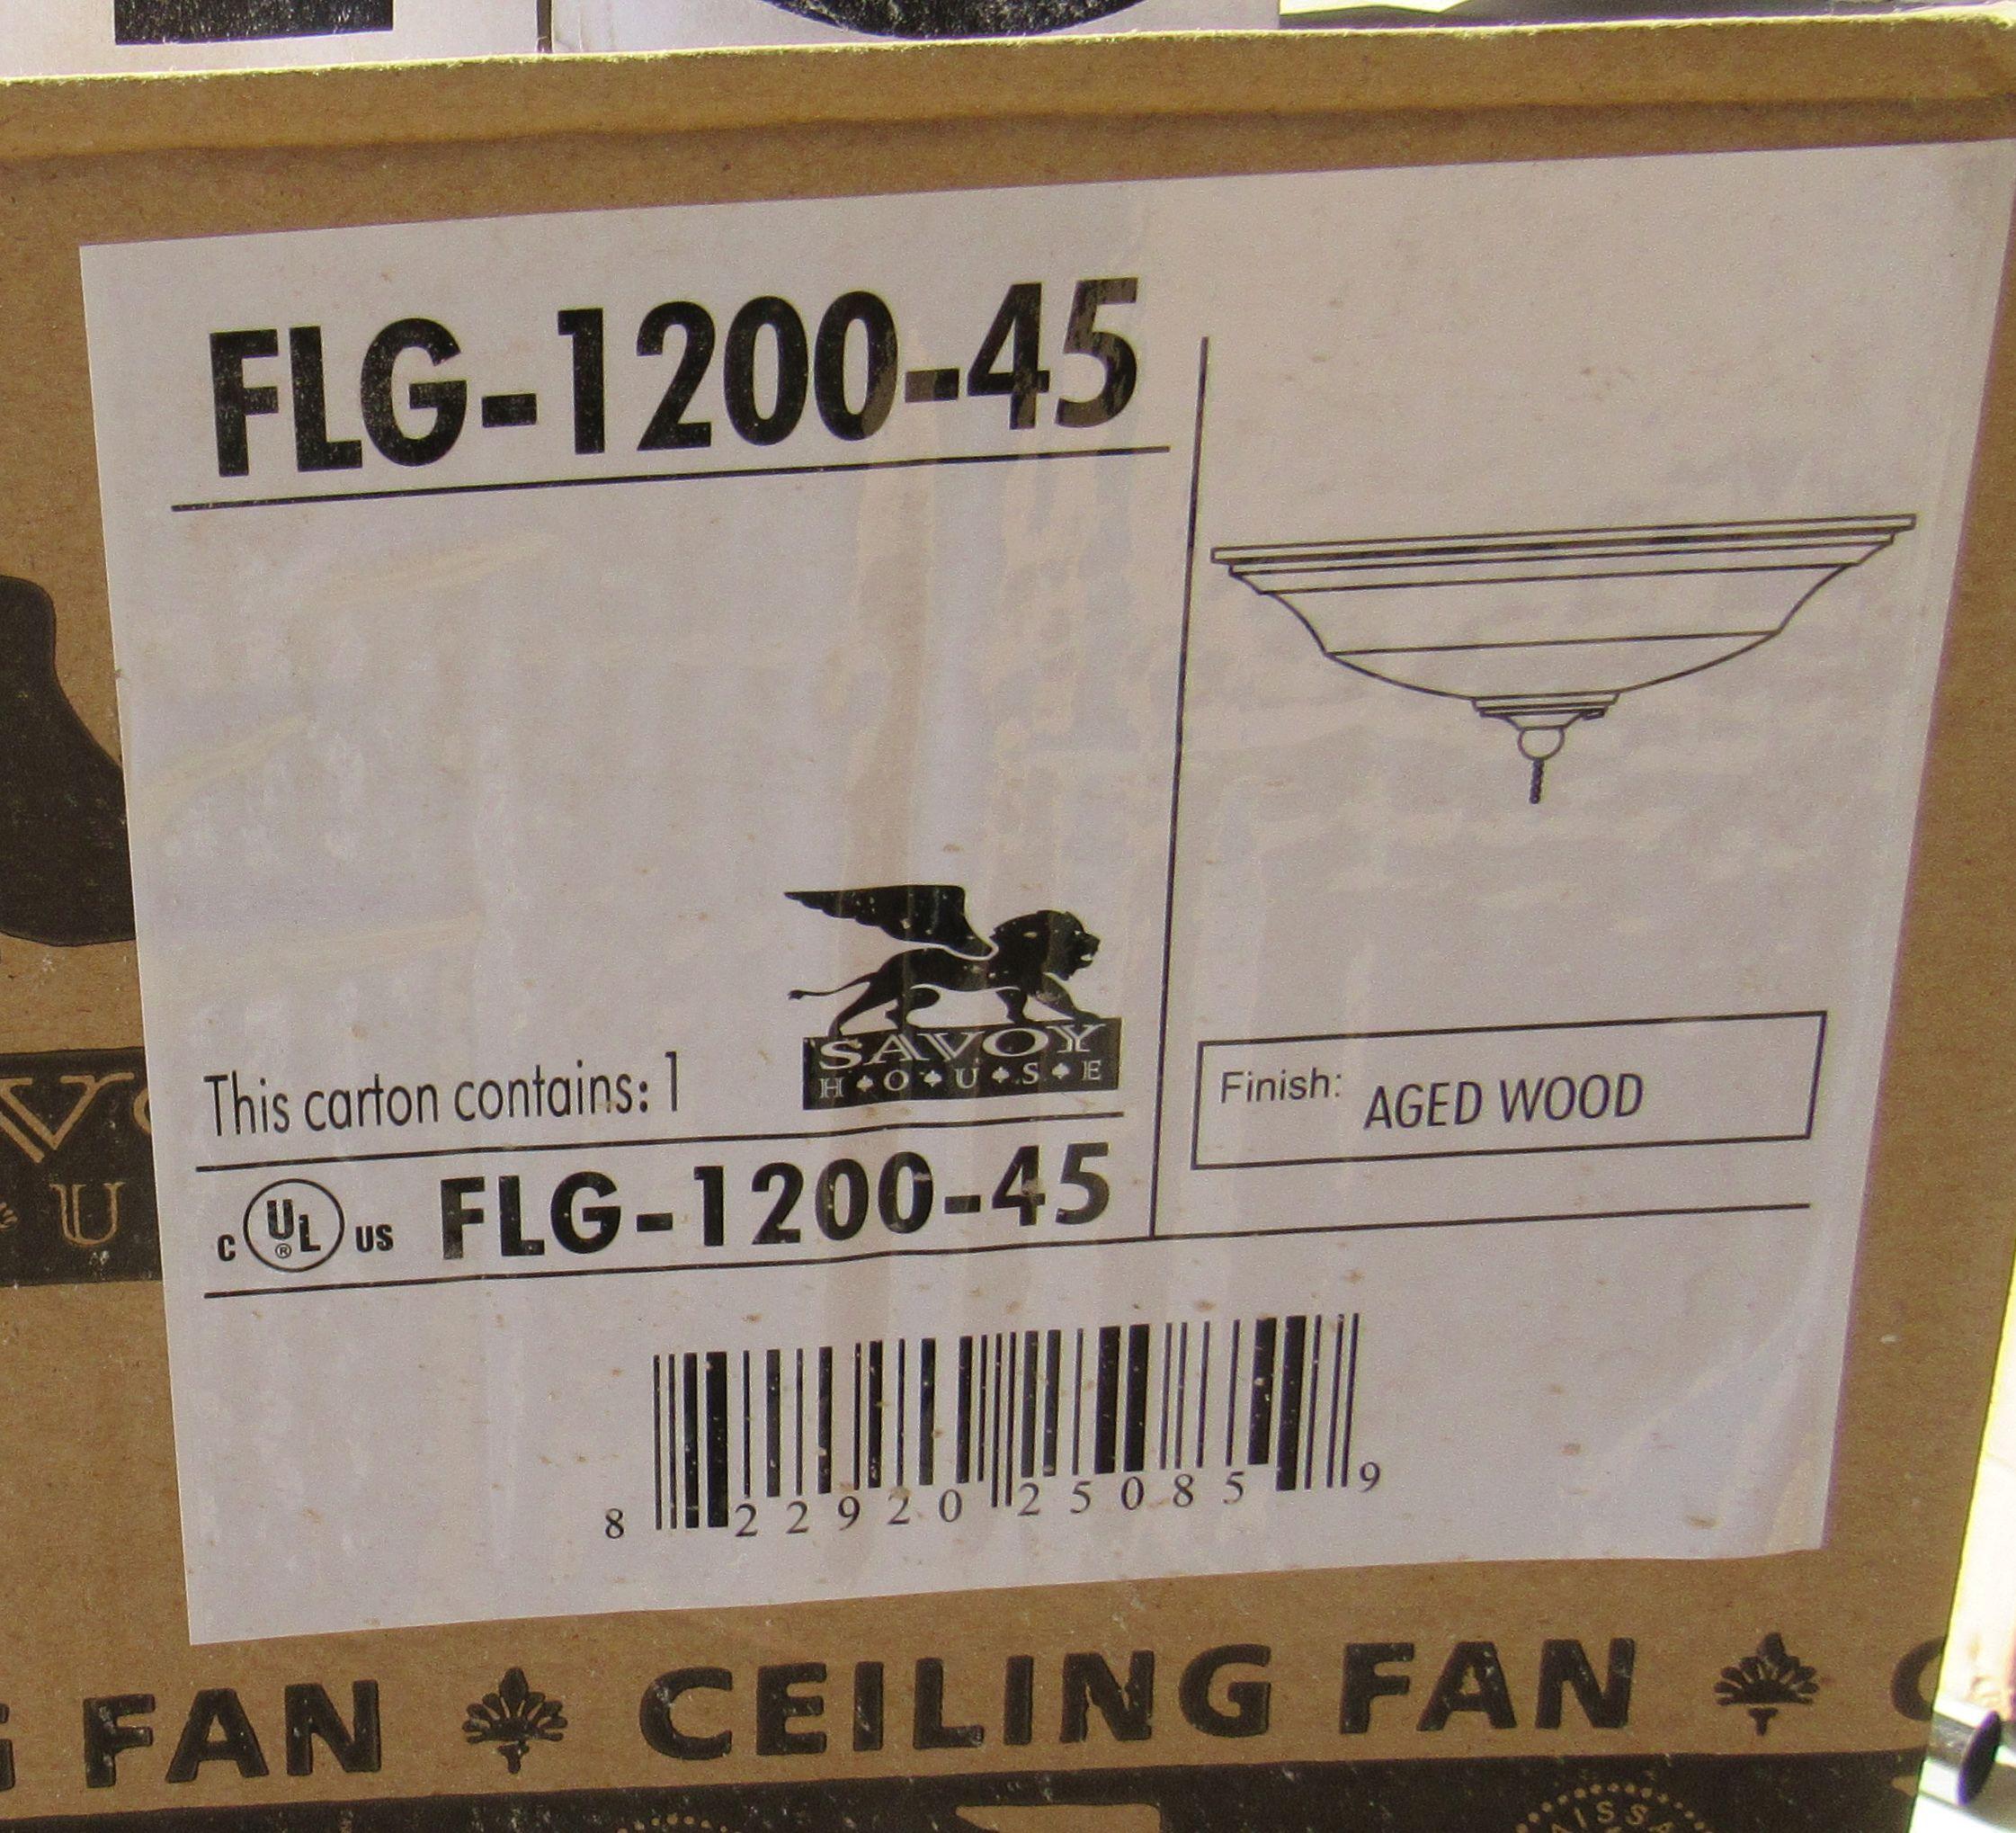 FLG-1200-45
SAVOY
H O U S E
This carton contains: 1
Finish: AGED WOOD
C UL® US FLG-1200-45
8 22920 25085 9
FAN CEILING FAN